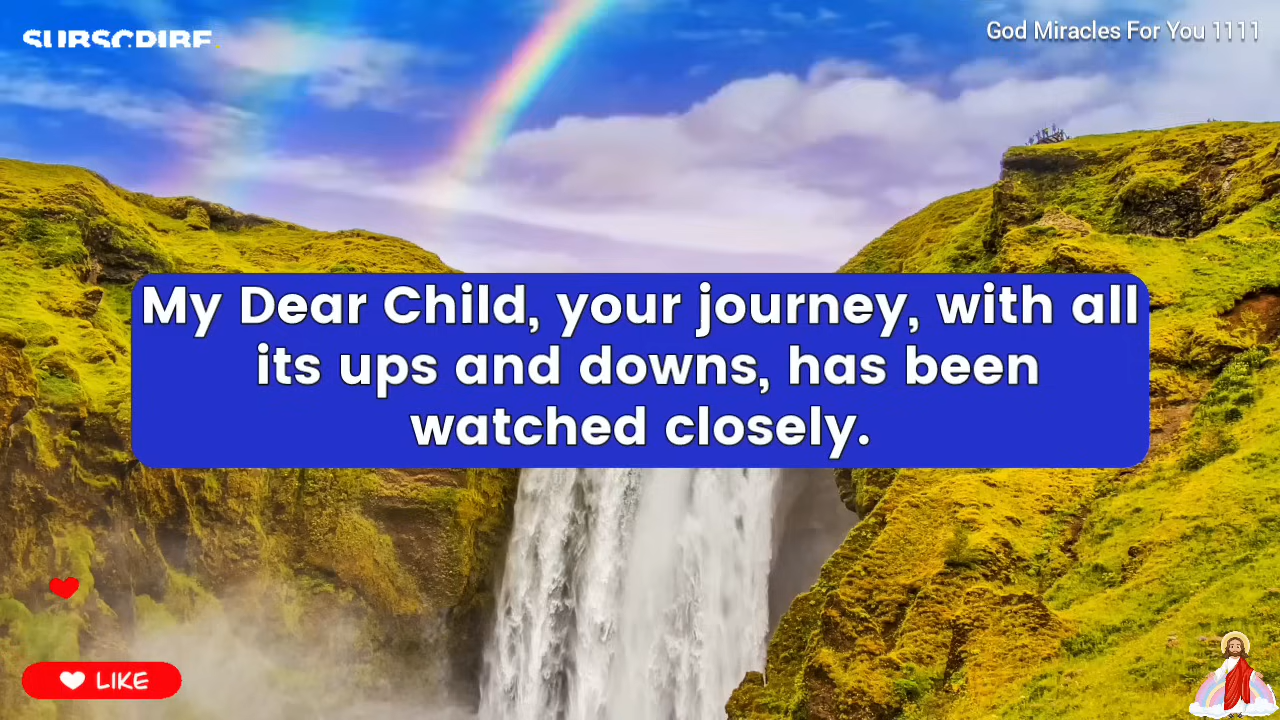 SUBSCRIBE
God Miracles For You 1111
My Dear Child, your journey, with all
its ups and downs, has been
watched closely.
LIKE